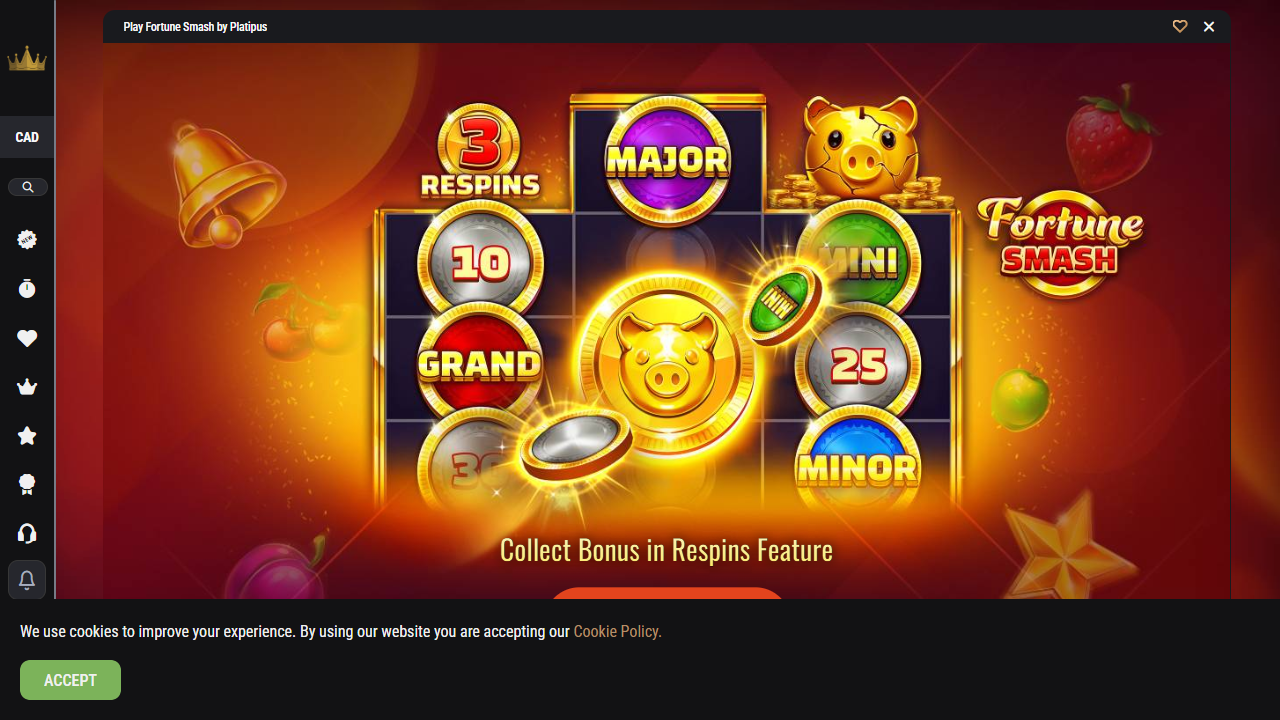 Play Fortune Smash by Platipus
CAD
NEW
3
RESPINS
MAJOR
Fortune
SMASH
10
MINI
MINI
GRAND
25
30
MINOR
Collect Bonus in Respins Feature
We use cookies to improve your experience. By using our website you are accepting our Cookie Policy.
ACCEPT